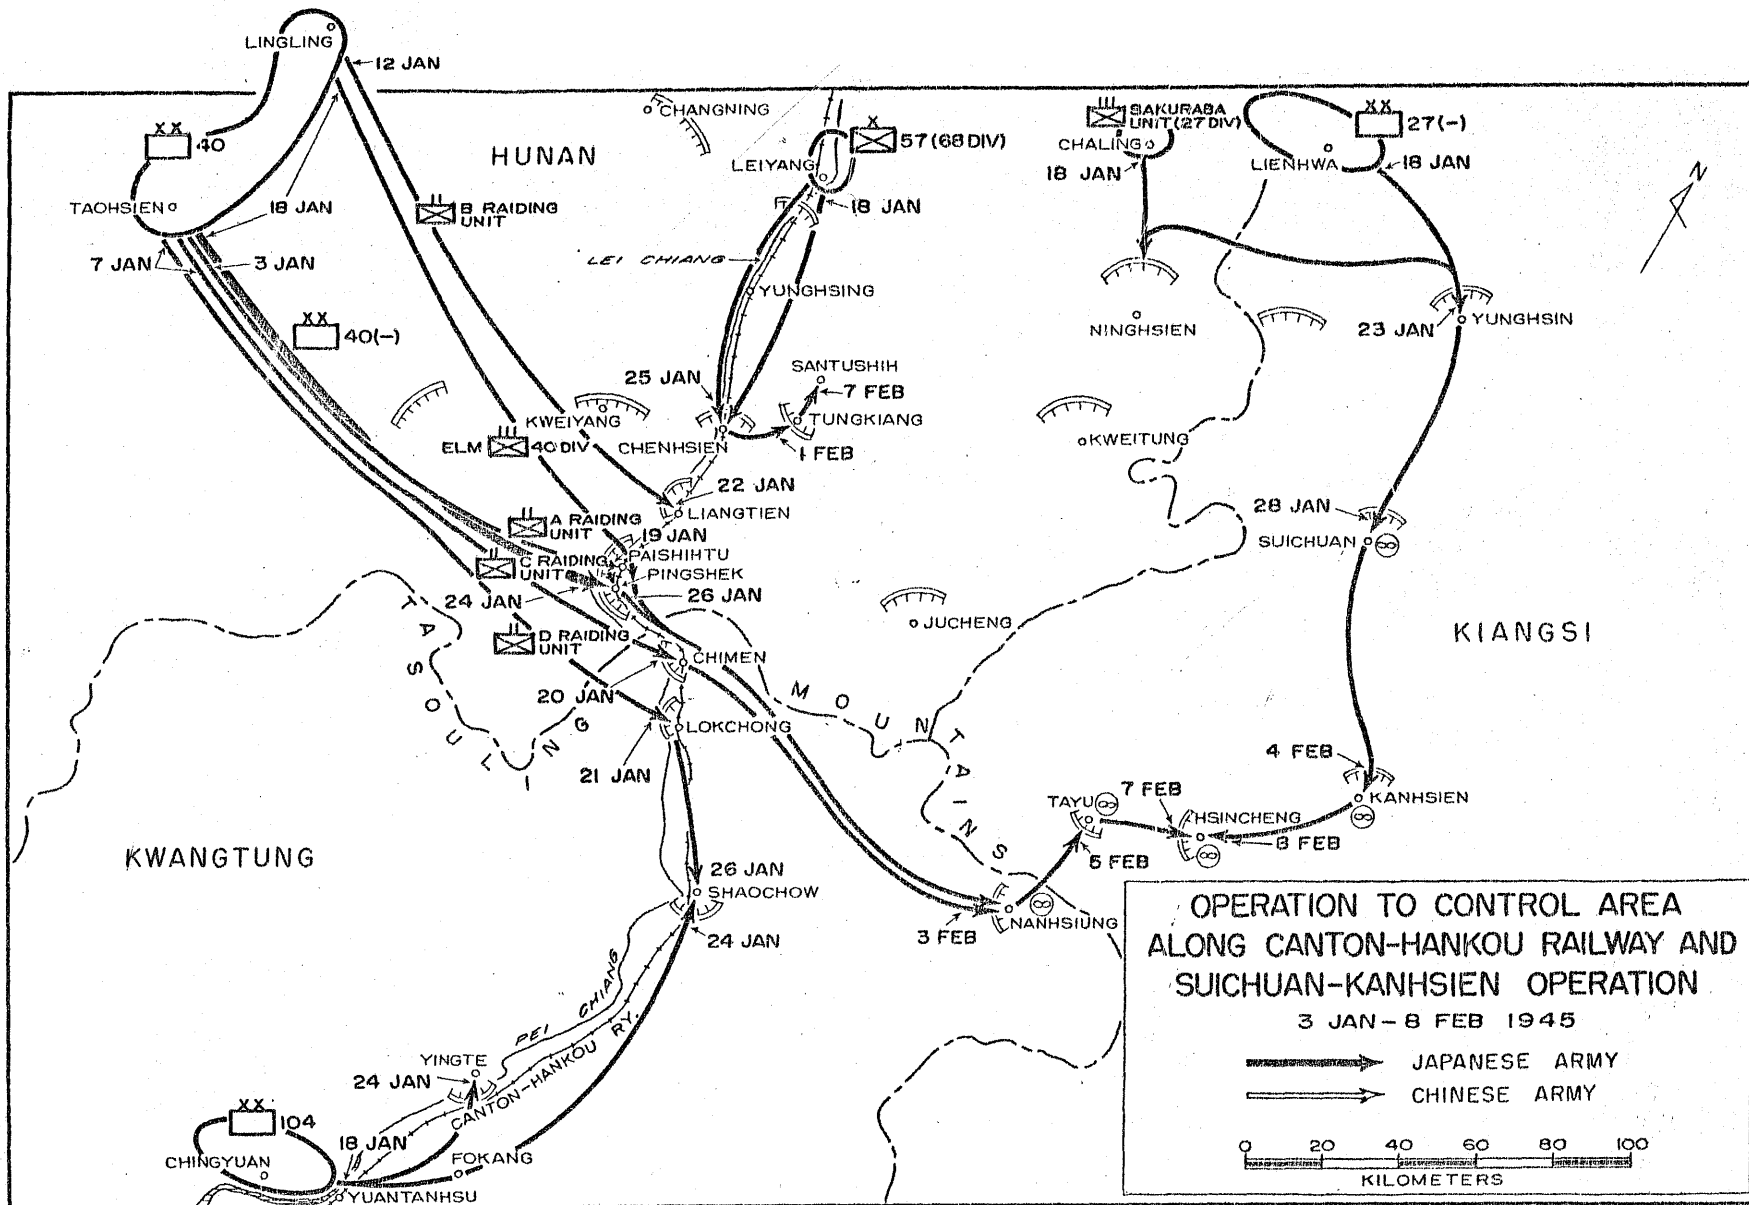 LINGLING
12 JAN
XX
40
TAOHSIEN
18 JAN
7 JAN
3 JAN
HUNAN
CHANGNING
B RAIDING
UNIT
LEIYANG
X
57 (68 DIV)
18 JAN
LEI CHIANG
YUNGHSING
III
SAKURABA
UNIT (27 DIV)
CHALING
18 JAN
XX
27(-)
LIENHWA
18 JAN
N
NINGHSIEN
23 JAN
YUNGHSIN
XX
40(-)
25 JAN
SANTUSHIH
7 FEB
TUNGKIANG
KWEIYANG
CHENHSIEN
1 FEB
ELM
40 DIV
KWEITUNG
22 JAN
LIANGTIEN
28 JAN
SUICHUAN
A RAIDING
UNIT
19 JAN
PAISHIHTU
C RAIDING
UNIT
PINGSHEK
24 JAN
26 JAN
JUCHENG
KIANGSI
D RAIDING
UNIT
CHIMEN
20 JAN
LOKCHONG
21 JAN
TASOULING
MOUNTAINS
4 FEB
KANHSIEN
TAYU
7 FEB
HSINCHENG
5 FEB
8 FEB
KWANGTUNG
26 JAN
SHAOCHOW
24 JAN
3 FEB
NANHSIUNG
PEI CHIANG
CANTON-HANKOU RY.
YINGTE
24 JAN
XX
104
18 JAN
CHINGYUAN
FOKANG
YUANTANHSU
OPERATION TO CONTROL AREA
ALONG CANTON-HANKOU RAILWAY AND
SUICHUAN-KANHSIEN OPERATION
3 JAN - 8 FEB 1945
JAPANESE ARMY
CHINESE ARMY
0 20 40 60 80 100
KILOMETERS